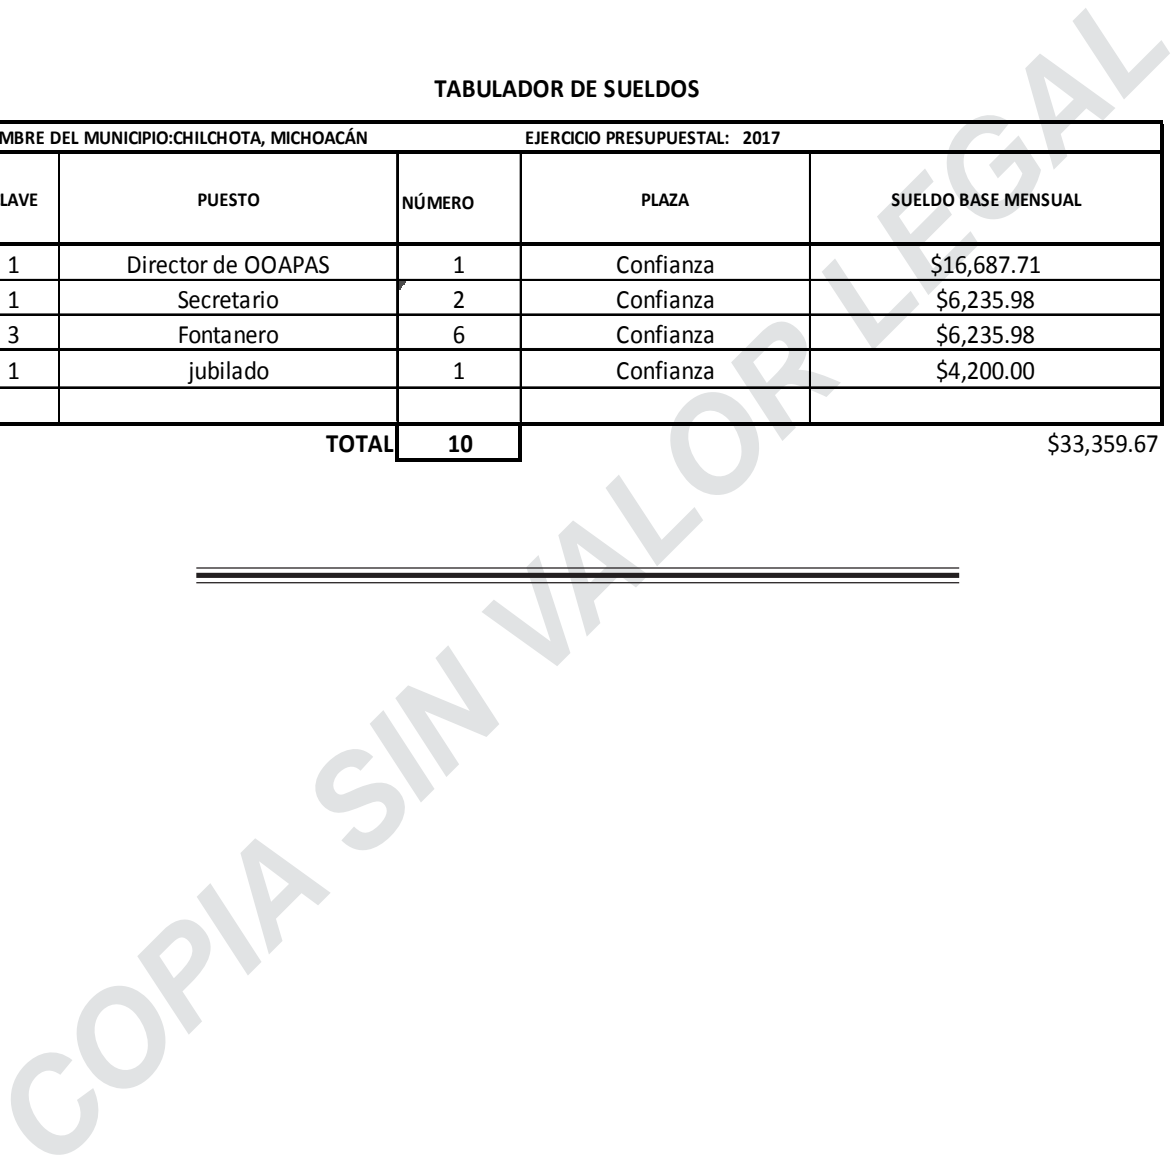 TABULADOR DE SUELDOS
MBRE DEL MUNICIPIO:CHILCHOTA, MICHOACÁN EJERCICIO PRESUPUESTAL: 2017
LAVE PUESTO NÚMERO PLAZA SUELDO BASE MENSUAL
1 Director de OOAPAS 1 Confianza $16,687.71
1 Secretario 2 Confianza $6,235.98
3 Fontanero 6 Confianza $6,235.98
1 jubilado 1 Confianza $4,200.00
TOTAL 10 $33,359.67
COPIA SIN VALOR LEGAL